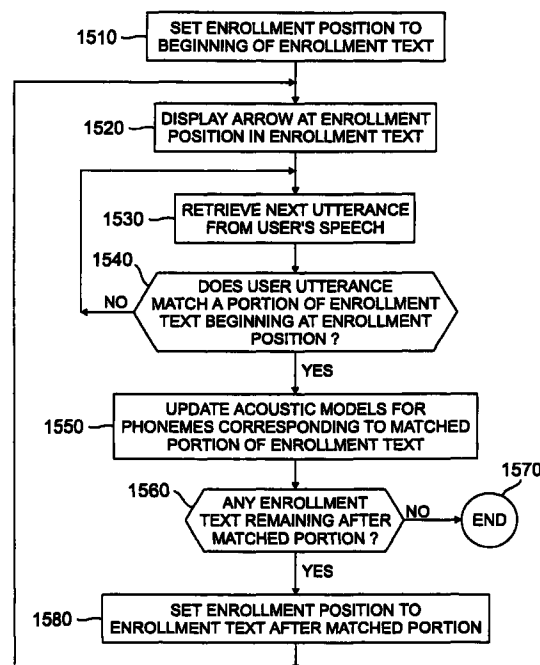 1510
SET ENROLLMENT POSITION TO
BEGINNING OF ENROLLMENT TEXT
1520
DISPLAY ARROW AT ENROLLMENT
POSITION IN ENROLLMENT TEXT
1530
RETRIEVE NEXT UTTERANCE
FROM USER'S SPEECH
1540
DOES USER UTTERANCE
MATCH A PORTION OF ENROLLMENT
TEXT BEGINNING AT ENROLLMENT
POSITION ?
NO
YES
1550
UPDATE ACOUSTIC MODELS FOR
PHONEMES CORRESPONDING TO MATCHED
PORTION OF ENROLLMENT TEXT
1560
ANY ENROLLMENT
TEXT REMAINING AFTER
MATCHED PORTION ?
NO
1570
END
YES
1580
SET ENROLLMENT POSITION TO
ENROLLMENT TEXT AFTER MATCHED PORTION